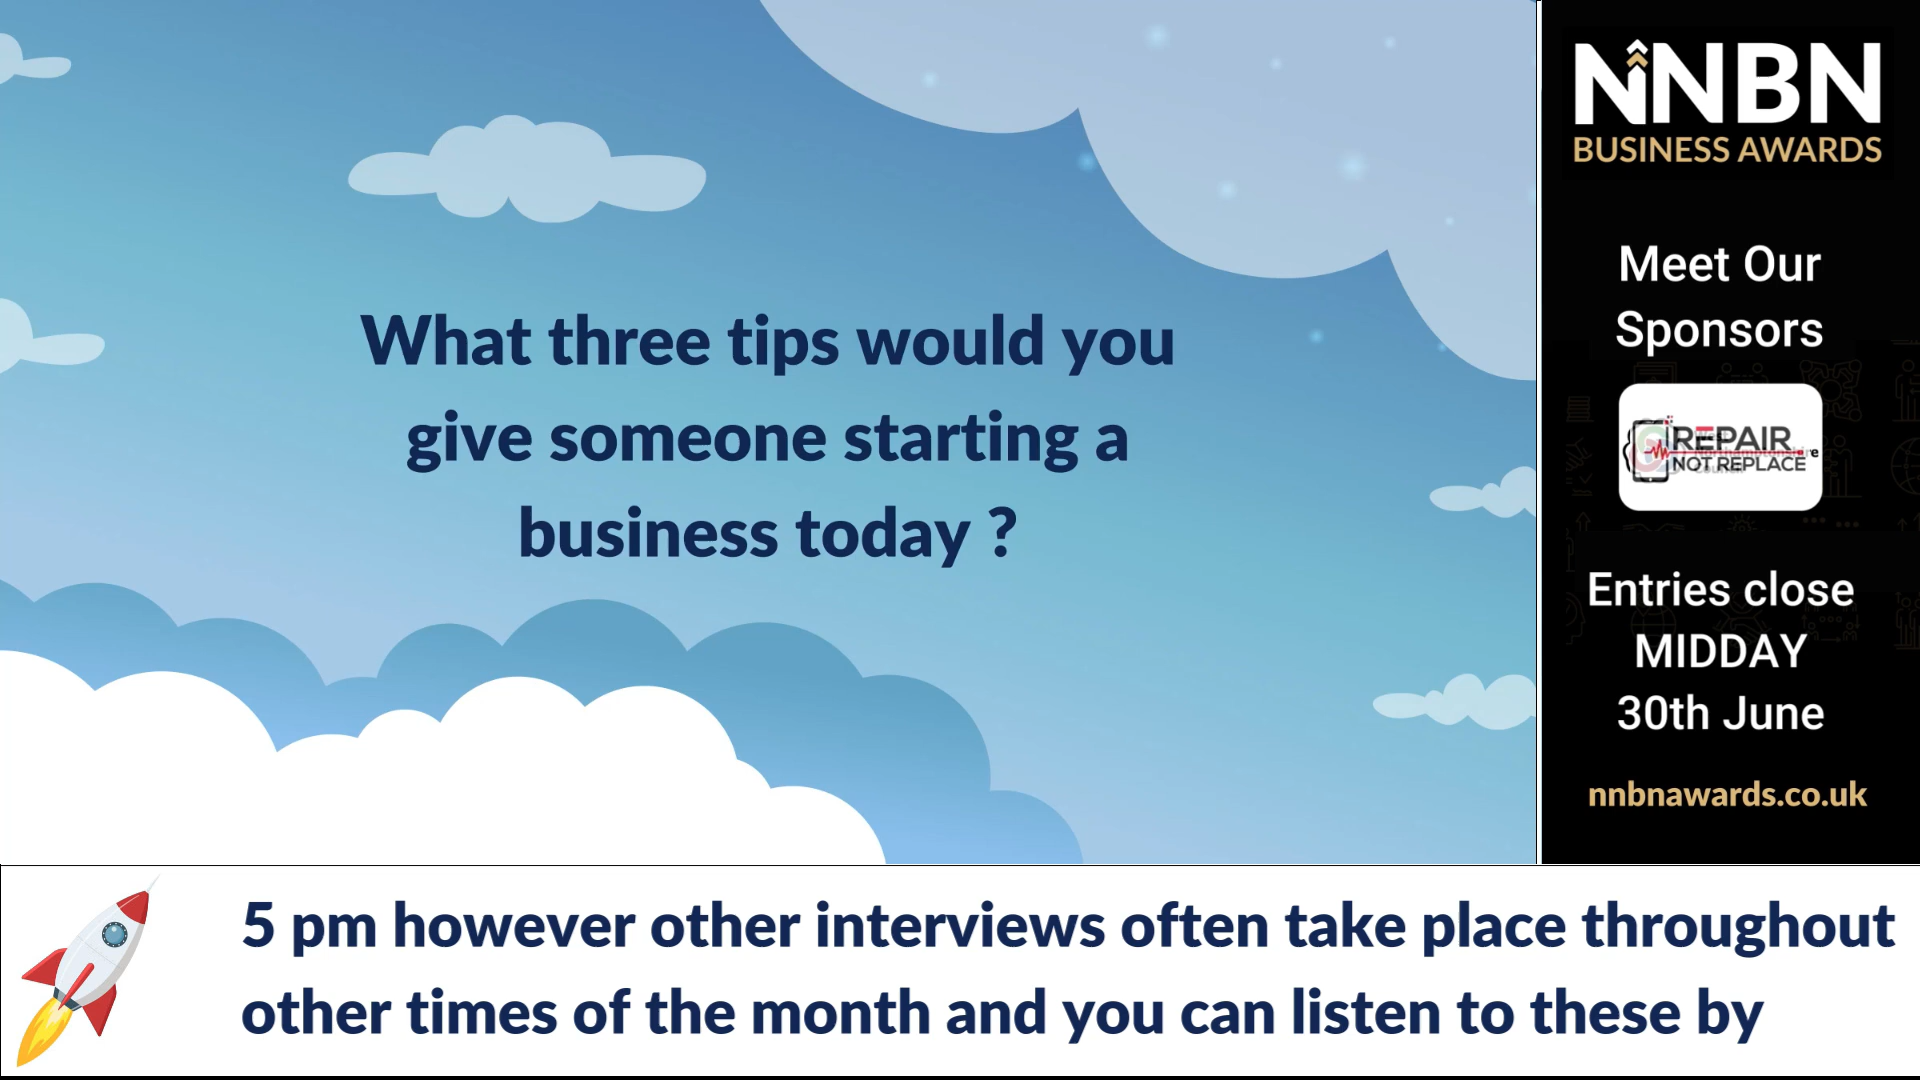 What three tips would you
give someone starting a
business today ?
NNBN
BUSINESS AWARDS
Meet Our
Sponsors
REPAIR
NOT REPLACE
Entries close
MIDDAY
30th June
nnbnawards.co.uk
5 pm however other interviews often take place throughout
other times of the month and you can listen to these by